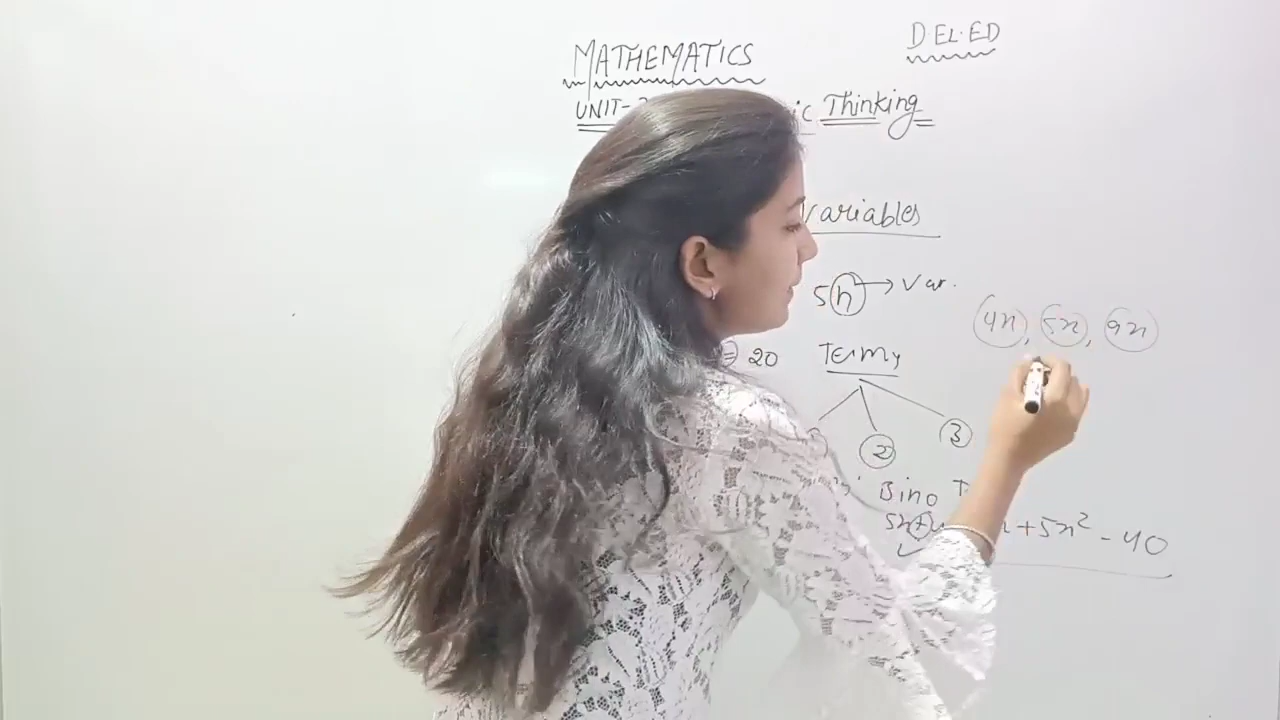 MATHEMATICS
D.EL.ED
UNIT-
ic Thinking
Variables
5n → Var.
4n, 5n, 9n
= 20
Terms
2 3
Bino T
+5n² - 40